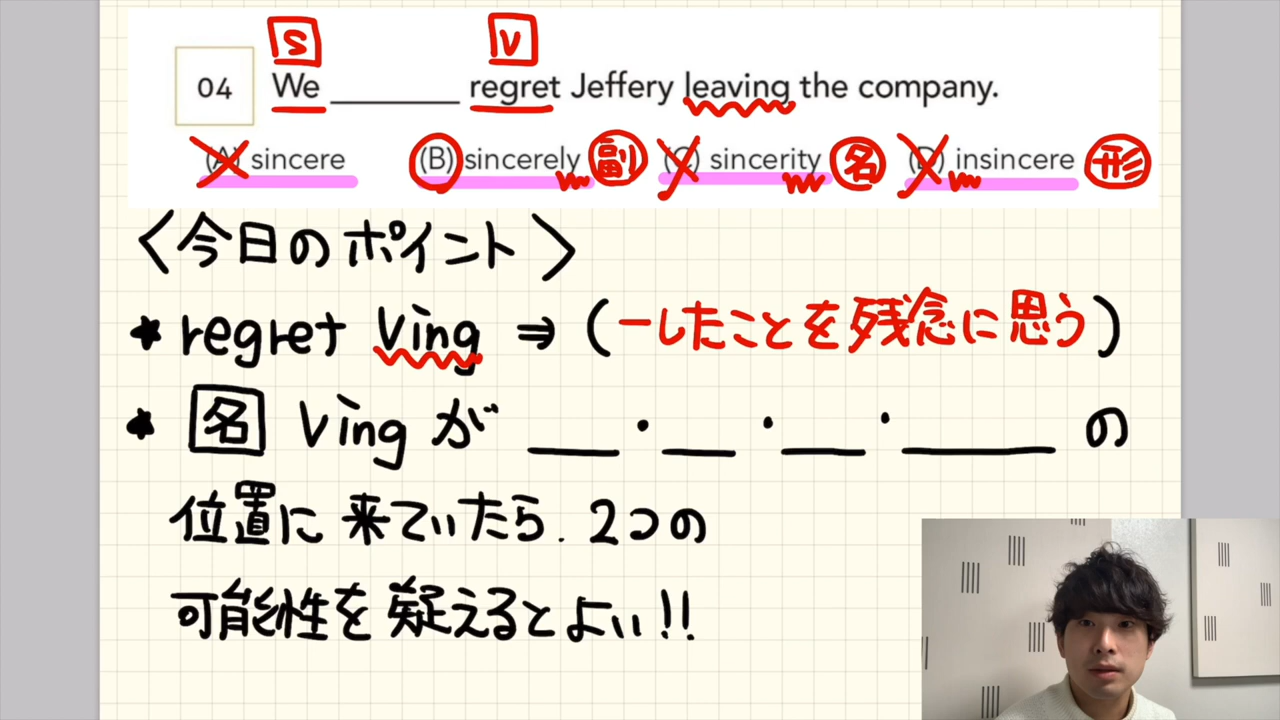 S V
04 We ________ regret Jeffery leaving the company.
(A) sincere (B) sincerely 副 (C) sincerity 名 (D) insincere 形
〈今日のポイント〉
* regret Ving ⇒ (〜したことを残念に思う)
* 名 Ving が ___・___・___・_____ の
位置に来ていたら. 2つの
可能性を疑えるとよい!!